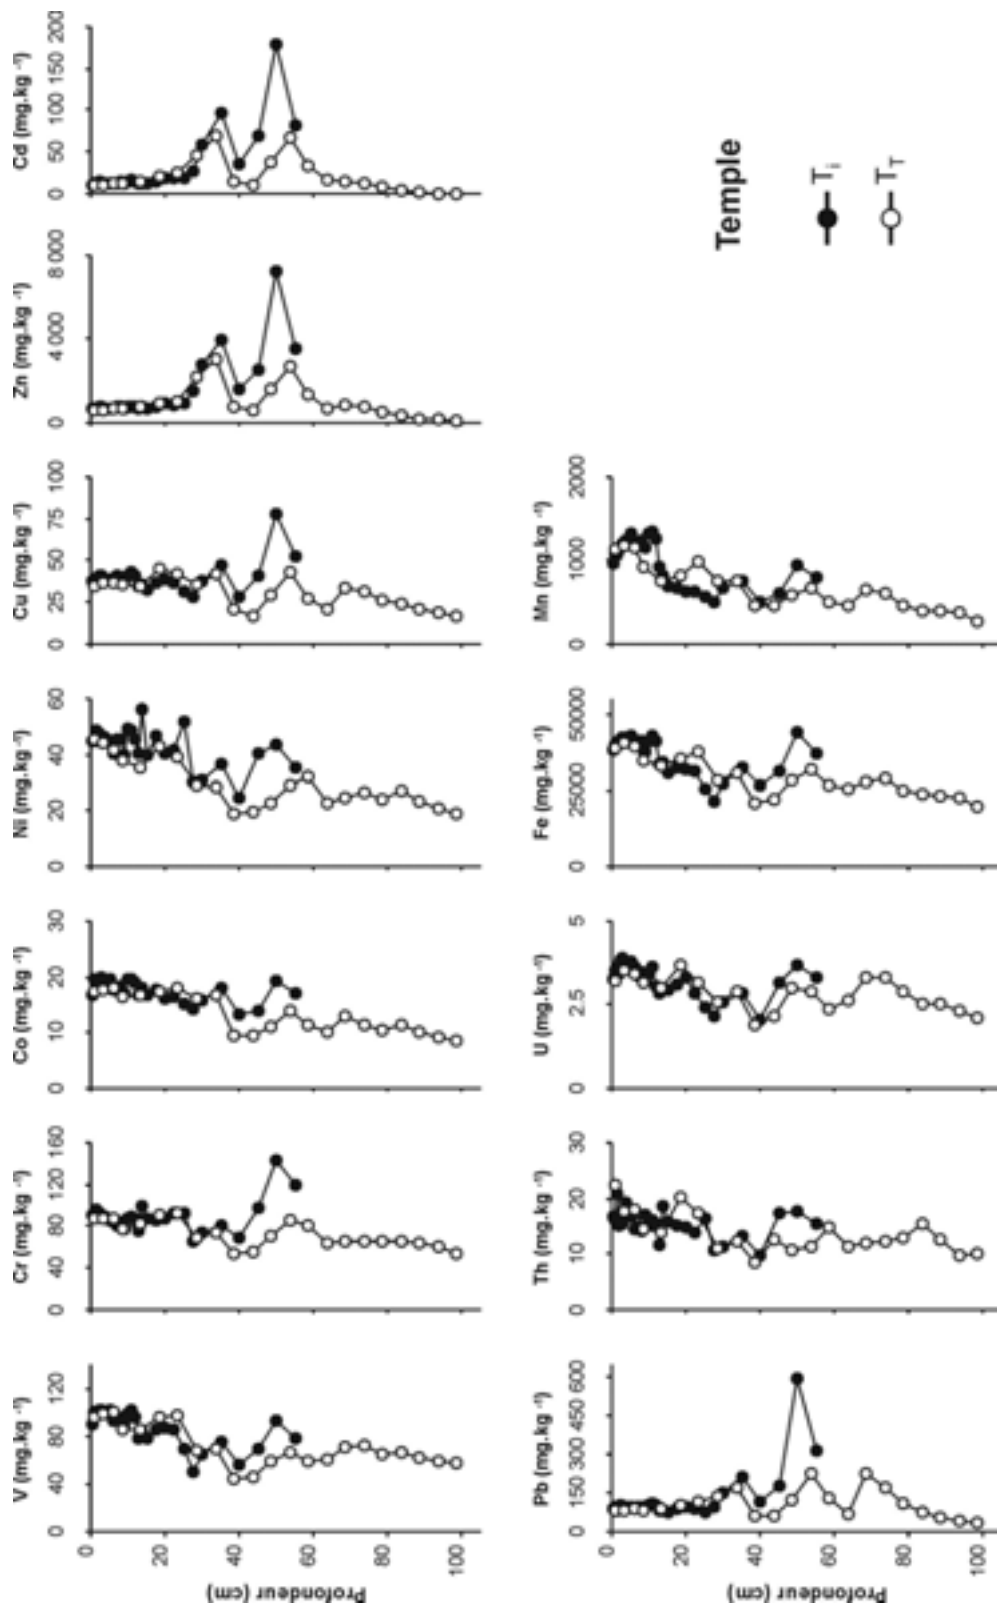 V (mg.kg⁻¹) Cr (mg.kg⁻¹) Co (mg.kg⁻¹) Ni (mg.kg⁻¹) Cu (mg.kg⁻¹) Zn (mg.kg⁻¹) Cd (mg.kg⁻¹)
0 40 80 120 0 40 80 120 160 0 10 20 30 0 20 40 60 0 25 50 75 100 0 4 000 8 000 0 50 100 150 200
0
20
40
60
80
100
Profondeur (cm)
Pb (mg.kg⁻¹) Th (mg.kg⁻¹) U (mg.kg⁻¹) Fe (mg.kg⁻¹) Mn (mg.kg⁻¹)
0 150 300 450 600 0 10 20 30 0 2.5 5 0 250000 50000 0 1000 2000
0
20
40
60
80
100
Profondeur (cm)
Temple
Ti
TT